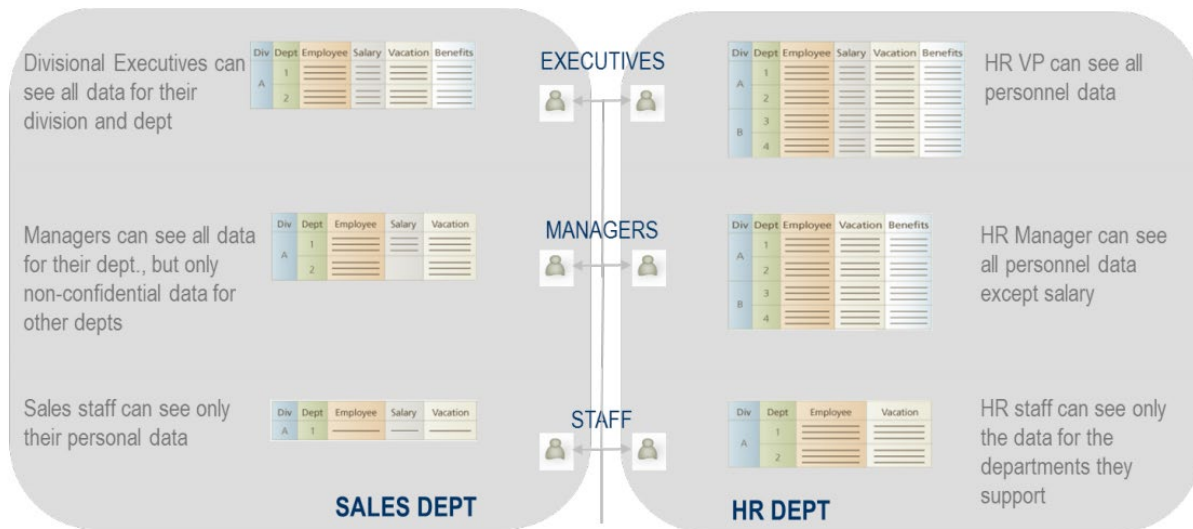 Divisional Executives can
see all data for their
division and dept
Div Dept Employee Salary Vacation Benefits
A
1
2
EXECUTIVES
Div Dept Employee Salary Vacation Benefits
A
1
2
B
3
4
HR VP can see all
personnel data
Managers can see all data
for their dept., but only
non-confidential data for
other depts
Div Dept Employee Salary Vacation
A
1
2
MANAGERS
Div Dept Employee Vacation Benefits
A
1
2
B
3
4
HR Manager can see
all personnel data
except salary
Sales staff can see only
their personal data
Div Dept Employee Salary Vacation
A 1
STAFF
Div Dept Employee Vacation
A
1
2
HR staff can see only
the data for the
departments they
support
SALES DEPT
HR DEPT